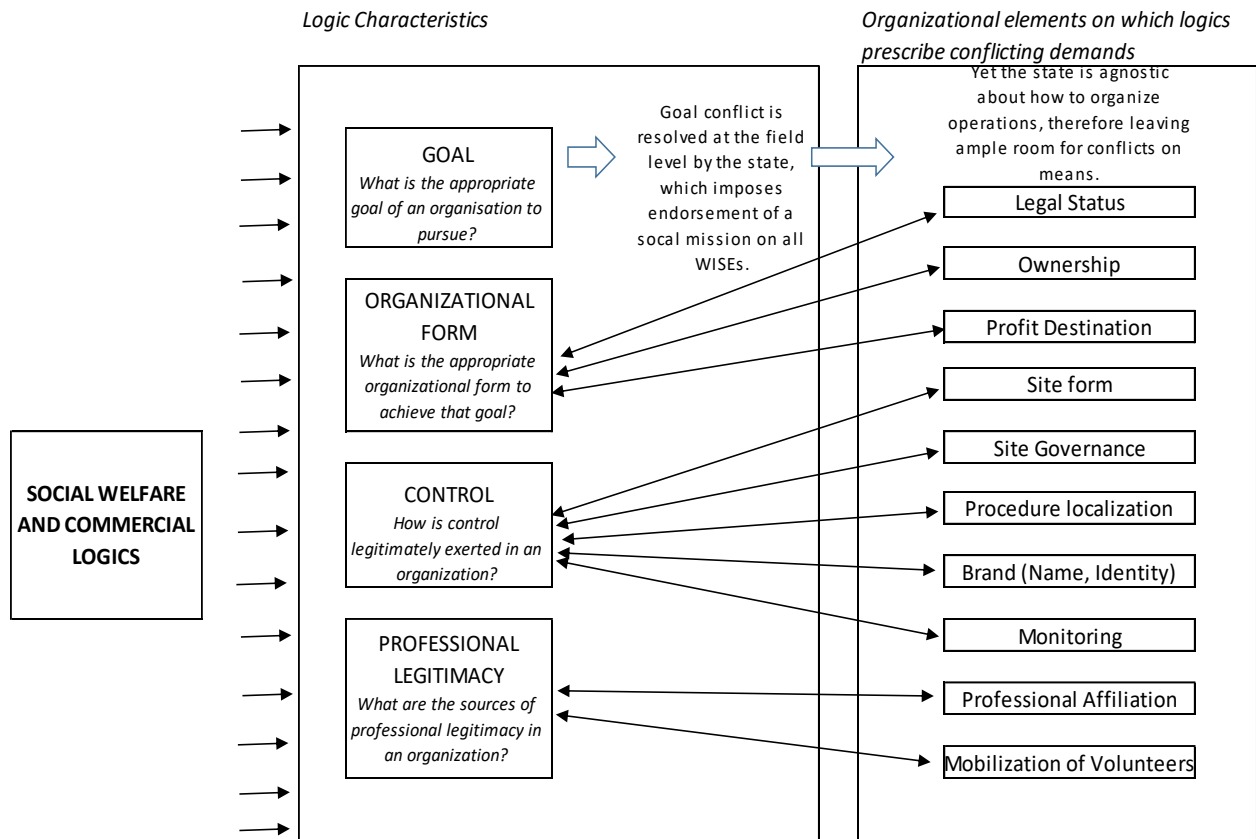 Logic Characteristics
Organizational elements on which logics
prescribe conflicting demands
SOCIAL WELFARE
AND COMMERCIAL
LOGICS
GOAL
What is the appropriate
goal of an organisation to
pursue?
Goal conflict is
resolved at the field
level by the state,
which imposes
endorsement of a
socal mission on all
WISEs.
Yet the state is agnostic
about how to organize
operations, therefore leaving
ample room for conflicts on
means.
ORGANIZATIONAL
FORM
What is the appropriate
organizational form to
achieve that goal?
CONTROL
How is control
legitimately exerted in an
organization?
PROFESSIONAL
LEGITIMACY
What are the sources of
professional legitimacy in
an organization?
Legal Status
Ownership
Profit Destination
Site form
Site Governance
Procedure localization
Brand (Name, Identity)
Monitoring
Professional Affiliation
Mobilization of Volunteers